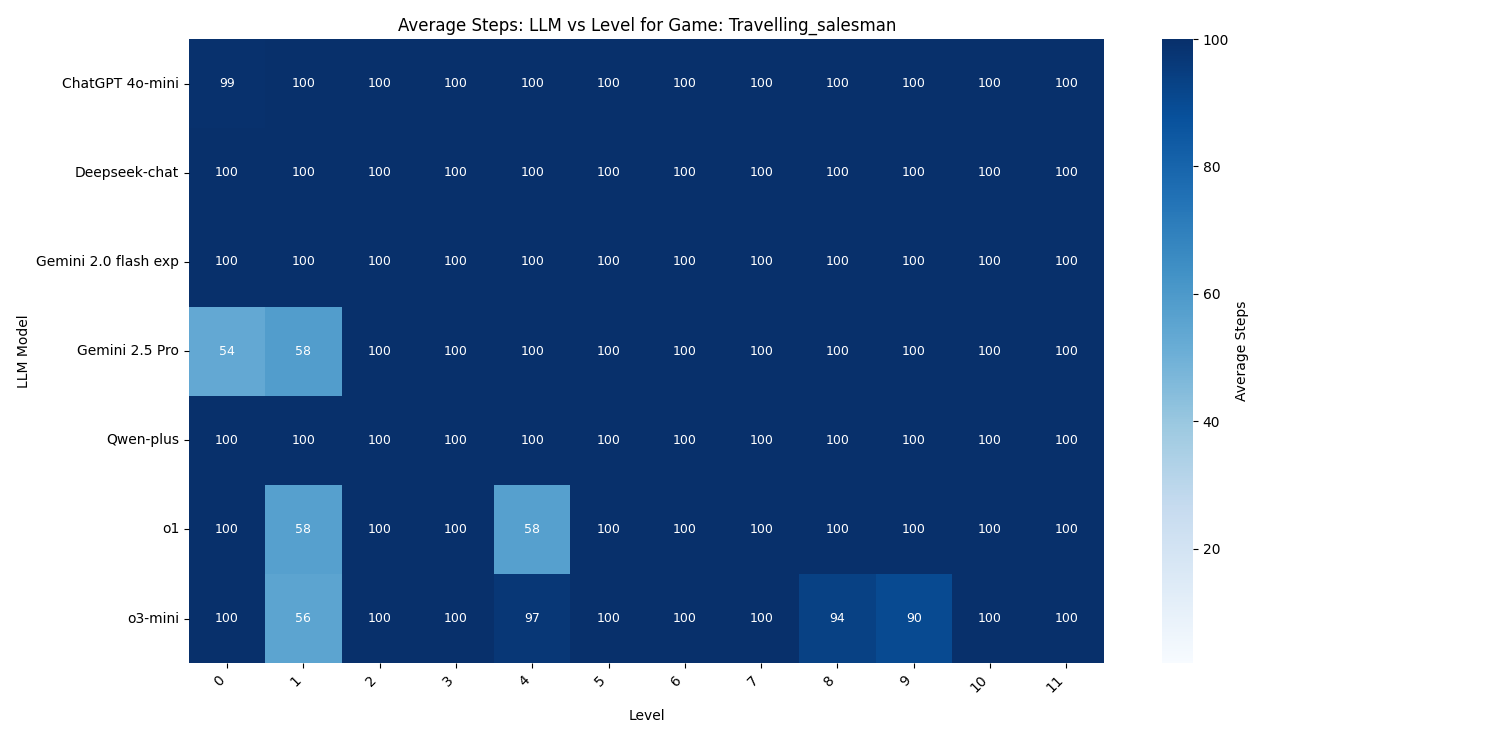 Average Steps: LLM vs Level for Game: Travelling_salesman
ChatGPT 4o-mini 99 100 100 100 100 100 100 100 100 100 100 100
Deepseek-chat 100 100 100 100 100 100 100 100 100 100 100 100
Gemini 2.0 flash exp 100 100 100 100 100 100 100 100 100 100 100 100
Gemini 2.5 Pro 54 58 100 100 100 100 100 100 100 100 100 100
Qwen-plus 100 100 100 100 100 100 100 100 100 100 100 100
o1 100 58 100 100 58 100 100 100 100 100 100 100
o3-mini 100 56 100 100 97 100 100 100 94 90 100 100
0 1 2 3 4 5 6 7 8 9 10 11
Level
LLM Model
100
80
60
40
20
Average Steps